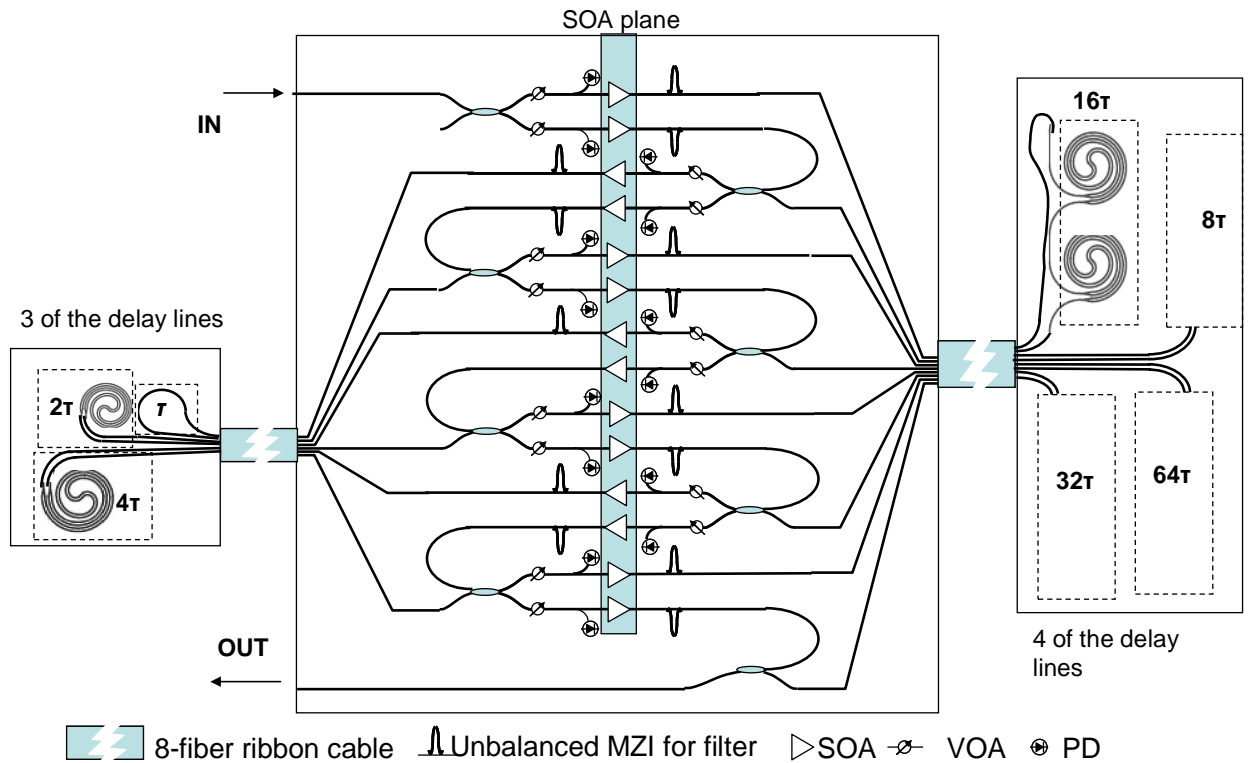 SOA plane
IN
16τ
8τ
3 of the delay lines
2τ
τ
4τ
32τ
64τ
OUT
4 of the delay
lines
8-fiber ribbon cable
Unbalanced MZI for filter
SOA
VOA
PD